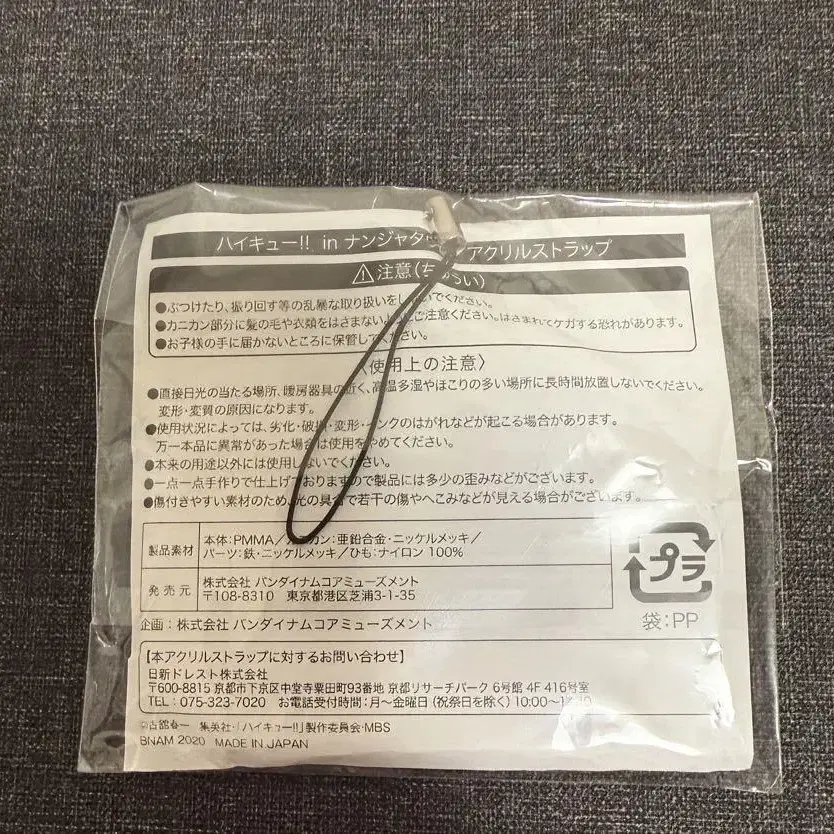 ハイキュー!! in ナンジャタ アクリルストラップ
注意(ちゅうい)
●ぶつけたり、振り回す等の乱暴な取り扱いをし いでください。
●カニカン部分に髪の毛や衣類をはさまない ご注意ください。はさまれてケガする恐れがあります。
●お子様の手に届かないところに保管してください。
〈使用上の注意〉
●直接日光の当たる場所、暖房器具の近く、高温多湿やほこりの多い場所に長時間放置しないでください。
変形・変質の原因になります。
●使用状況によっては、劣化・破損・変形・インクのはがれなどが起こる場合があります。
万一本品に異常があった場合は使用をやめてください。
●本来の用途以外には使用しないでください。
●一点一点手作りで仕上げておりますので製品には多少の歪みなどがございます。
●傷付きやすい素材のため、光の具合で若干の傷やへこみなどが見える場合がございます。
製品素材
本体:PMMA/カニカン:亜鉛合金・ニッケルメッキ/
パーツ:鉄・ニッケルメッキ/ひも:ナイロン 100%
発売元
株式会社 バンダイナムコアミューズメント
〒108-8310 東京都港区芝浦3-1-35
プラ
袋:PP
企画:株式会社 バンダイナムコアミューズメント
【本アクリルストラップに対するお問い合わせ】
日新ドレスト株式会社
〒600-8815 京都市下京区中堂寺粟田町93番地 京都リサーチパーク 6号館 4F 416号室
TEL:075-323-7020 お電話受付時間:月〜金曜日(祝祭日を除く)10:00〜17:30
©古舘春一 集英社・「ハイキュー!!」製作委員会・MBS
BNAM 2020 MADE IN JAPAN